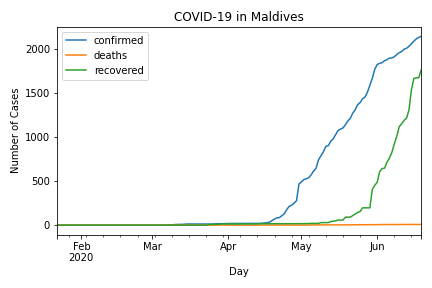 COVID-19 in Maldives
confirmed
deaths
recovered
Number of Cases
2000
1500
1000
500
0
Feb
2020
Mar
Apr
May
Jun
Day